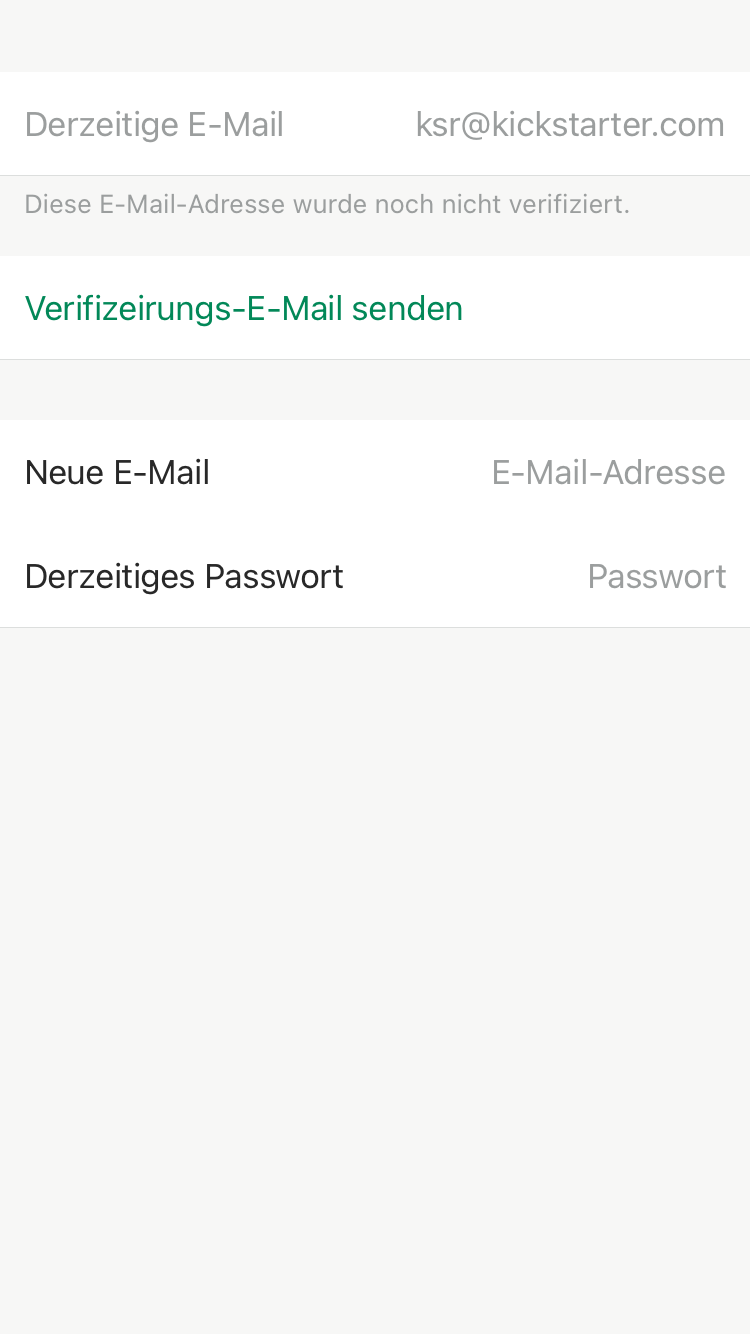 Derzeitige E-Mail ksr@kickstarter.com
Diese E-Mail-Adresse wurde noch nicht verifiziert.
Verifizeirungs-E-Mail senden
Neue E-Mail E-Mail-Adresse
Derzeitiges Passwort Passwort